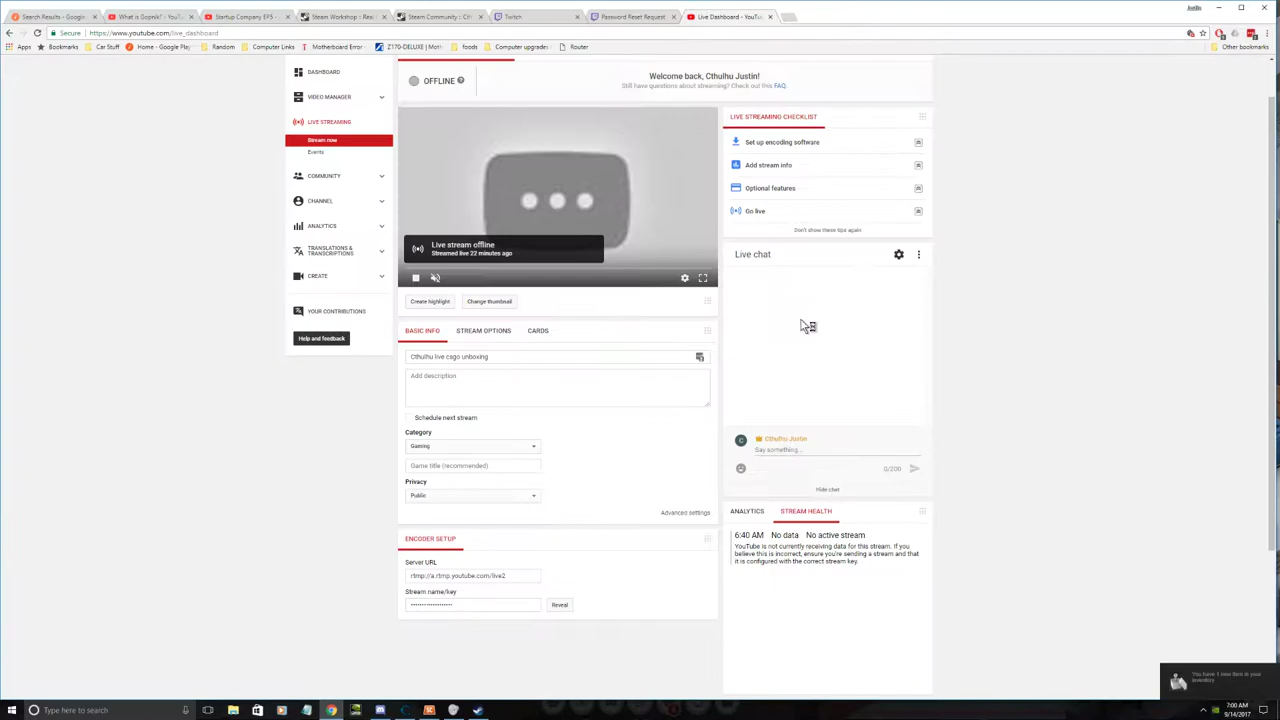 Justin
Search Results - Googl
What is Gopnik? - YouTu
Startup Company EP5 -
Steam Workshop :: Real
Steam Community :: Cth
Twitch
Password Reset Request
Live Dashboard - YouTu
Secure
https://www.youtube.com/live_dashboard
Apps
Bookmarks
Car Stuff
Home - Google Play
Random
Computer Links
Motherboard Error
Z170-DELUXE | Moth
foods
Computer upgrades
Router
Other bookmarks
DASHBOARD
VIDEO MANAGER
LIVE STREAMING
Stream now
Events
COMMUNITY
CHANNEL
ANALYTICS
TRANSLATIONS &
TRANSCRIPTIONS
CREATE
YOUR CONTRIBUTIONS
Help and feedback
OFFLINE
Welcome back, Cthulhu Justin!
Still have questions about streaming? Check out this FAQ.
Live stream offline
Streamed live 22 minutes ago
Create highlight
Change thumbnail
BASIC INFO
STREAM OPTIONS
CARDS
Cthulhu live csgo unboxing
Add description
Schedule next stream
Category
Gaming
Game title (recommended)
Privacy
Public
Advanced settings
ENCODER SETUP
Server URL
rtmp://a.rtmp.youtube.com/live2
Stream name/key
Reveal
LIVE STREAMING CHECKLIST
Set up encoding software
Add stream info
Optional features
Go live
Don't show these tips again
Live chat
Cthulhu Justin
Say something...
0/200
Hide chat
ANALYTICS
STREAM HEALTH
6:40 AM No data No active stream
YouTube is not currently receiving data for this stream. If you
believe this is incorrect, ensure you're sending a stream and that
it is configured with the correct stream key.
You have 1 new item in your
inventory
Type here to search
7:00 AM
9/14/2017